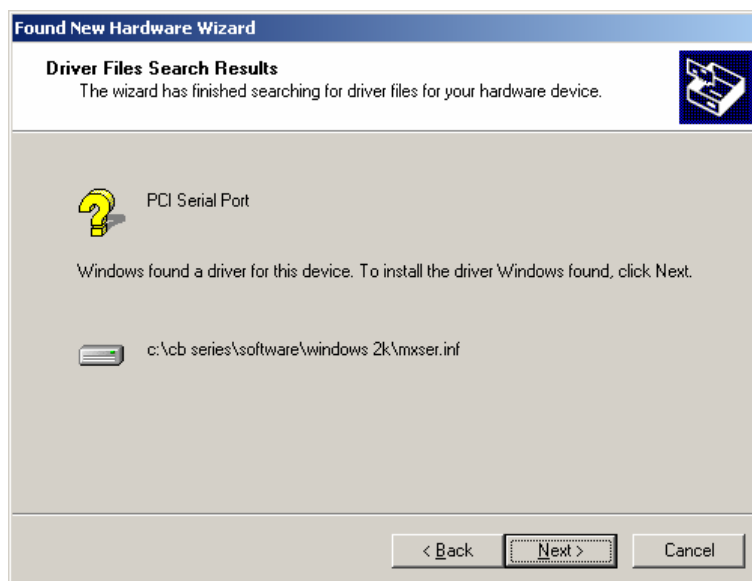 Found New Hardware Wizard
Driver Files Search Results
The wizard has finished searching for driver files for your hardware device.
PCI Serial Port
Windows found a driver for this device. To install the driver Windows found, click Next.
c:\cb series\software\windows 2k\mxser.inf
< Back
Next >
Cancel